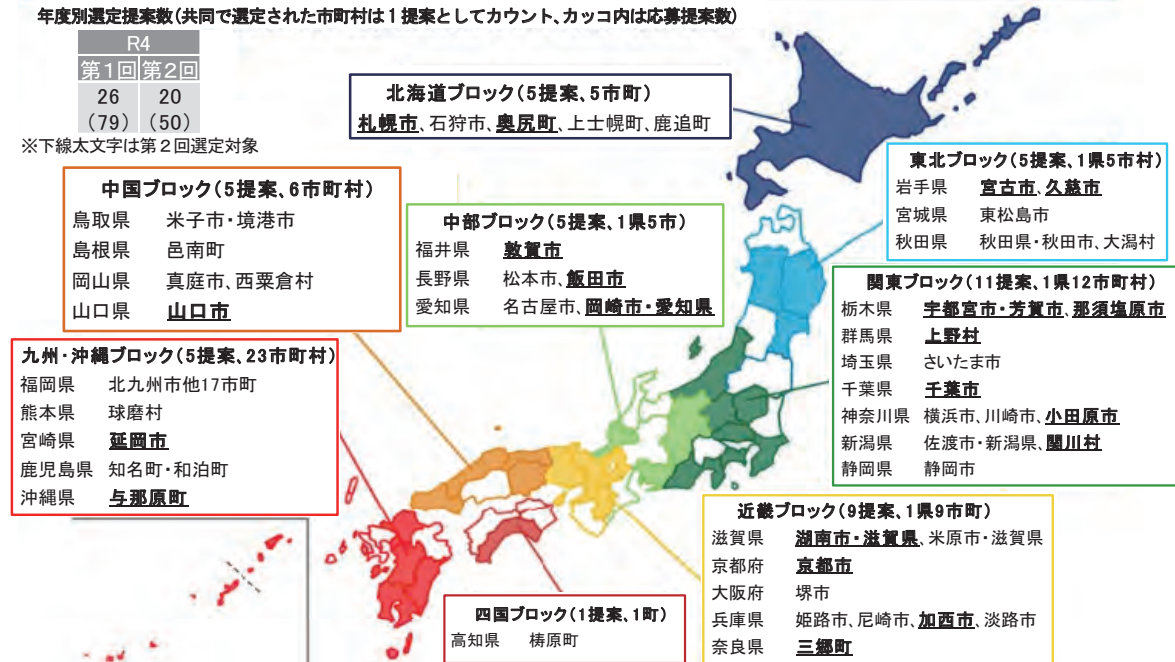 年度別選定提案数(共同で選定された市町村は1提案としてカウント、カッコ内は応募提案数)
R4
第1回 第2回
26 20
(79) (50)
※下線太文字は第2回選定対象
北海道ブロック(5提案、5市町)
札幌市、石狩市、奥尻町、上士幌町、鹿追町
東北ブロック(5提案、1県5市村)
岩手県 宮古市、久慈市
宮城県 東松島市
秋田県 秋田県・秋田市、大潟村
中国ブロック(5提案、6市町村)
鳥取県 米子市・境港市
島根県 邑南町
岡山県 真庭市、西粟倉村
山口県 山口市
中部ブロック(5提案、1県5市)
福井県 敦賀市
長野県 松本市、飯田市
愛知県 名古屋市、岡崎市・愛知県
関東ブロック(11提案、1県12市町村)
栃木県 宇都宮市・芳賀市、那須塩原市
群馬県 上野村
埼玉県 さいたま市
千葉県 千葉市
神奈川県 横浜市、川崎市、小田原市
新潟県 佐渡市・新潟県、関川村
静岡県 静岡市
九州・沖縄ブロック(5提案、23市町村)
福岡県 北九州市他17市町
熊本県 球磨村
宮崎県 延岡市
鹿児島県 知名町・和泊町
沖縄県 与那原町
近畿ブロック(9提案、1県9市町)
滋賀県 湖南市・滋賀県、米原市・滋賀県
京都府 京都市
大阪府 堺市
兵庫県 姫路市、尼崎市、加西市、淡路市
奈良県 三郷町
四国ブロック(1提案、1町)
高知県 梼原町